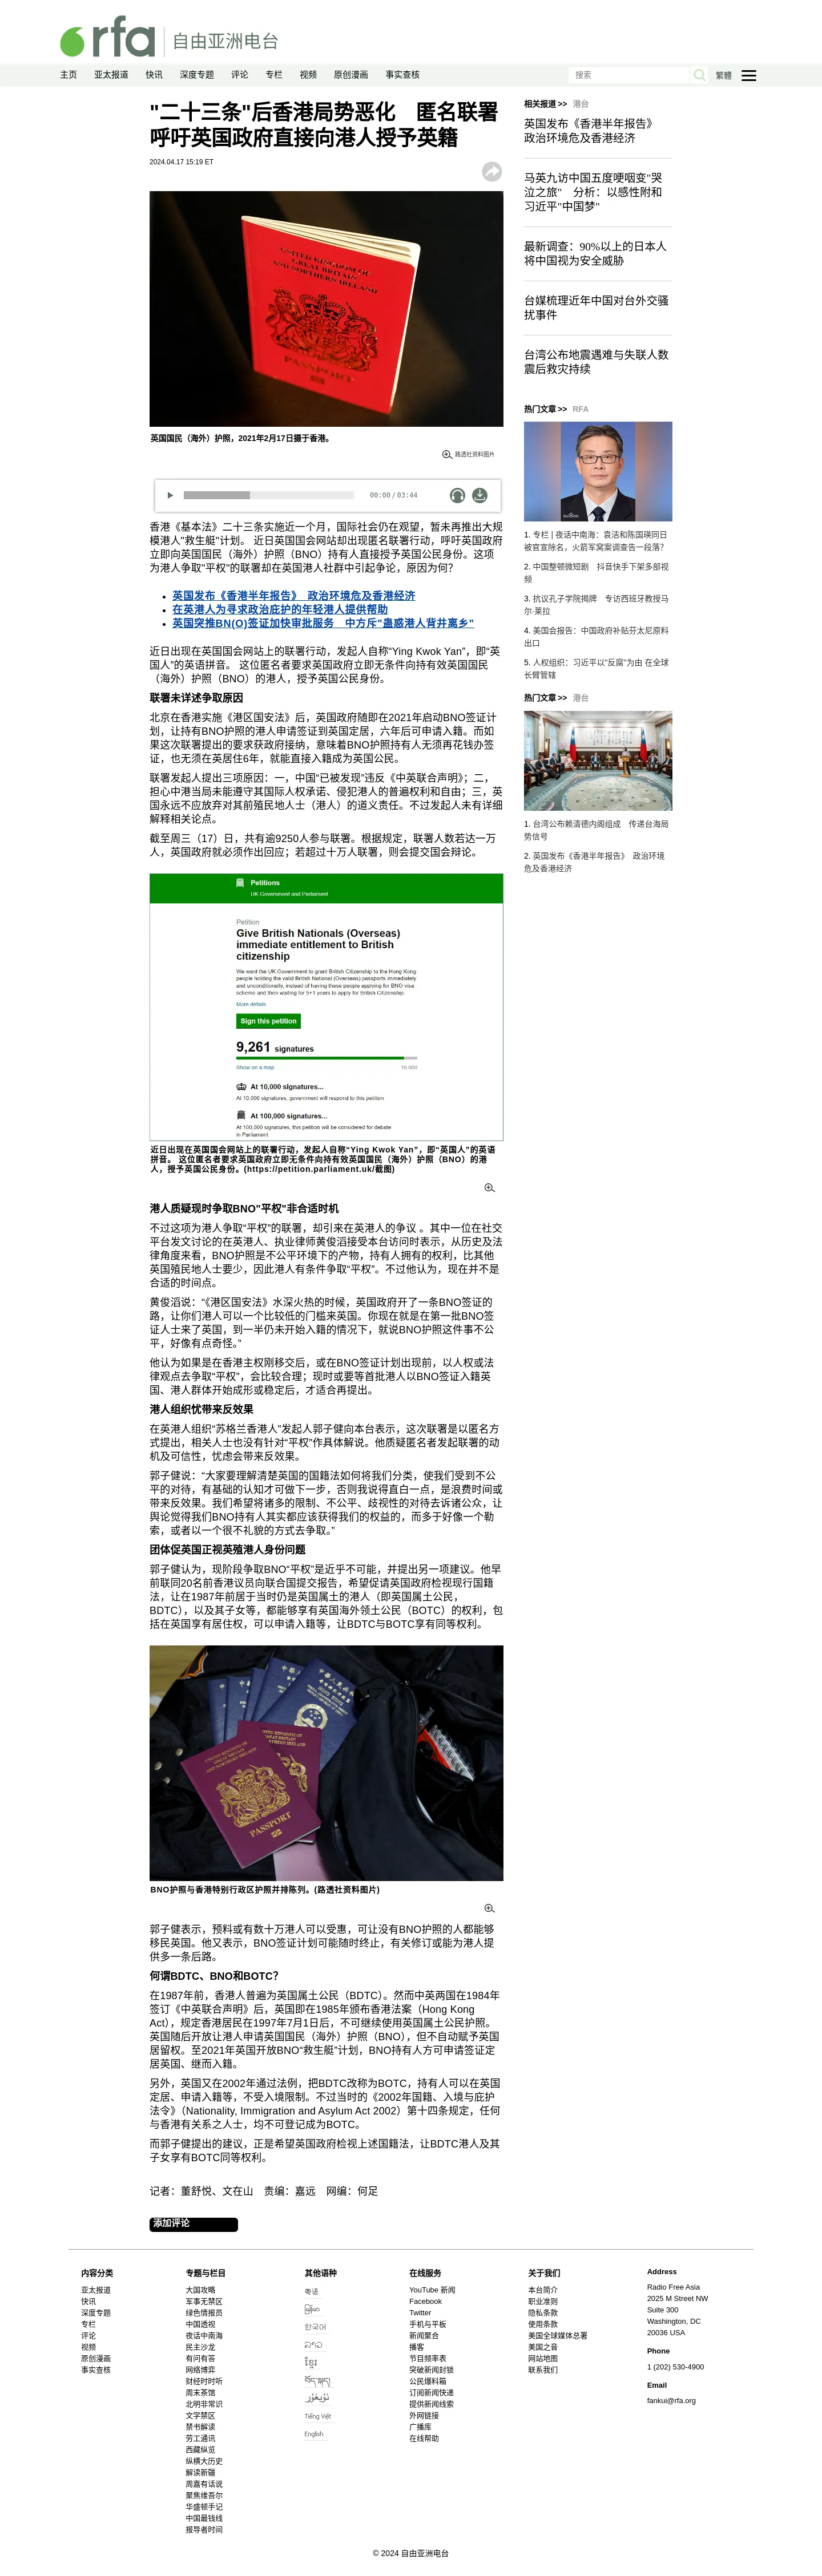 rfa 自由亚洲电台
主页 亚太报道 快讯 深度专题 评论 专栏 视频 原创漫画 事实查核 搜索 繁體
"二十三条"后香港局势恶化　匿名联署
呼吁英国政府直接向港人授予英籍
2024.04.17 15:19 ET
UNITED KINGDOM OF
GREAT BRITAIN
AND NORTHERN IRELAND
英国国民（海外）护照，2021年2月17日摄于香港。
路透社资料图片
00:00 / 03:44
香港《基本法》二十三条实施近一个月，国际社会仍在观望，暂未再推出大规
模港人"救生艇"计划。 近日英国国会网站却出现匿名联署行动，呼吁英国政府
立即向英国国民（海外）护照（BNO）持有人直接授予英国公民身份。这项
为港人争取"平权"的联署却在英国港人社群中引起争论，原因为何？
英国发布《香港半年报告》　政治环境危及香港经济
在英港人为寻求政治庇护的年轻港人提供帮助
英国突推BN(O)签证加快审批服务　中方斥"蛊惑港人背井离乡"
近日出现在英国国会网站上的联署行动，发起人自称“Ying Kwok Yan”，即“英
国人”的英语拼音。 这位匿名者要求英国政府立即无条件向持有效英国国民
（海外）护照（BNO）的港人，授予英国公民身份。
联署未详述争取原因
北京在香港实施《港区国安法》后，英国政府随即在2021年启动BNO签证计
划，让持有BNO护照的港人申请签证到英国定居，六年后可申请入籍。而如
果这次联署提出的要求获政府接纳，意味着BNO护照持有人无须再花钱办签
证，也无须在英居住6年，就能直接入籍成为英国公民。
联署发起人提出三项原因：一，中国“已被发现”违反《中英联合声明》；二，
担心中港当局未能遵守其国际人权承诺、侵犯港人的普遍权利和自由；三，英
国永远不应放弃对其前殖民地人士（港人）的道义责任。不过发起人未有详细
解释相关论点。
截至周三（17）日，共有逾9250人参与联署。根据规定，联署人数若达一万
人，英国政府就必须作出回应；若超过十万人联署，则会提交国会辩论。
Petitions
UK Government and Parliament
Petition
Give British Nationals (Overseas)
immediate entitlement to British
citizenship
We want the UK Government to grant British Citizenship to the Hong Kong
people holding the valid British National (Overseas) passports immediately
and unconditionally, instead of having those people applying for BNO visa
scheme and then waiting for 5+1 years to apply for British Citizenship.
More details
Sign this petition
9,261 signatures
Show on a map 10,000
At 10,000 signatures...
At 10,000 signatures, government will respond to this petition
At 100,000 signatures...
At 100,000 signatures, this petition will be considered for debate
in Parliament
近日出现在英国国会网站上的联署行动，发起人自称“Ying Kwok Yan”，即“英国人”的英语
拼音。 这位匿名者要求英国政府立即无条件向持有效英国国民（海外）护照（BNO）的港
人，授予英国公民身份。(https://petition.parliament.uk/截图)
港人质疑现时争取BNO"平权"非合适时机
不过这项为港人争取“平权”的联署，却引来在英港人的争议 。其中一位在社交
平台发文讨论的在英港人、执业律师黄俊滔接受本台访问时表示，从历史及法
律角度来看，BNO护照是不公平环境下的产物，持有人拥有的权利，比其他
英国殖民地人士要少，因此港人有条件争取“平权”。不过他认为，现在并不是
合适的时间点。
黄俊滔说：“《港区国安法》水深火热的时候，英国政府开了一条BNO签证的
路，让你们港人可以一个比较低的门槛来英国。你现在就是在第一批BNO签
证人士来了英国，到一半仍未开始入籍的情况下，就说BNO护照这件事不公
平，好像有点奇怪。”
他认为如果是在香港主权刚移交后，或在BNO签证计划出现前，以人权或法
律观点去争取“平权”，会比较合理；现时或要等首批港人以BNO签证入籍英
国、港人群体开始成形或稳定后，才适合再提出。
港人组织忧带来反效果
在英港人组织“苏格兰香港人”发起人郭子健向本台表示，这次联署是以匿名方
式提出，相关人士也没有针对“平权”作具体解说。他质疑匿名者发起联署的动
机及可信性，忧虑会带来反效果。
郭子健说：“大家要理解清楚英国的国籍法如何将我们分类，使我们受到不公
平的对待，有基础的认知才可做下一步，否则我说得直白一点，是浪费时间或
带来反效果。我们希望将诸多的限制、不公平、歧视性的对待去诉诸公众，让
舆论觉得我们BNO持有人其实都应该获得我们的权益的，而多于好像一个勒
索，或者以一个很不礼貌的方式去争取。”
团体促英国正视英殖港人身份问题
郭子健认为，现阶段争取BNO“平权”是近乎不可能，并提出另一项建议。他早
前联同20名前香港议员向联合国提交报告，希望促请英国政府检视现行国籍
法，让在1987年前居于当时仍是英国属土的港人（即英国属土公民，
BDTC），以及其子女等，都能够享有英国海外领土公民（BOTC）的权利，包
括在英国享有居住权，可以申请入籍等，让BDTC与BOTC享有同等权利。
PASSPORT
BNO护照与香港特别行政区护照并排陈列。(路透社资料图片)
郭子健表示，预料或有数十万港人可以受惠，可让没有BNO护照的人都能够
移民英国。他又表示，BNO签证计划可能随时终止，有关修订或能为港人提
供多一条后路。
何谓BDTC、BNO和BOTC？
在1987年前，香港人普遍为英国属土公民（BDTC）。然而中英两国在1984年
签订《中英联合声明》后，英国即在1985年颁布香港法案（Hong Kong
Act），规定香港居民在1997年7月1日后，不可继续使用英国属土公民护照。
英国随后开放让港人申请英国国民（海外）护照（BNO），但不自动赋予英国
居留权。至2021年英国开放BNO“救生艇”计划，BNO持有人方可申请签证定
居英国、继而入籍。
另外，英国又在2002年通过法例，把BDTC改称为BOTC，持有人可以在英国
定居、申请入籍等，不受入境限制。不过当时的《2002年国籍、入境与庇护
法令》（Nationality, Immigration and Asylum Act 2002）第十四条规定，任何
与香港有关系之人士，均不可登记成为BOTC。
而郭子健提出的建议，正是希望英国政府检视上述国籍法，让BDTC港人及其
子女享有BOTC同等权利。
记者：董舒悦、文在山　责编：嘉远　网编：何足
添加评论
相关报道 >> 港台
英国发布《香港半年报告》
政治环境危及香港经济
马英九访中国五度哽咽变"哭
泣之旅"　分析：以感性附和
习近平"中国梦"
最新调查：90%以上的日本人
将中国视为安全威胁
台媒梳理近年中国对台外交骚
扰事件
台湾公布地震遇难与失联人数
震后救灾持续
热门文章 >> RFA
1. 专栏 | 夜话中南海：袁洁和陈国瑛同日
被官宣除名，火箭军窝案调查告一段落？
2. 中国整顿微短剧　抖音快手下架多部视
频
3. 抗议孔子学院揭牌　专访西班牙教授马
尔·莱拉
4. 美国会报告：中国政府补贴芬太尼原料
出口
5. 人权组织：习近平以"反腐"为由 在全球
长臂管辖
热门文章 >> 港台
1. 台湾公布赖清德内阁组成　传递台海局
势信号
2. 英国发布《香港半年报告》　政治环境
危及香港经济
内容分类
亚太报道
快讯
深度专题
专栏
评论
视频
原创漫画
事实查核
专题与栏目
大国攻略
军事无禁区
绿色情报员
中国透视
夜话中南海
民主沙龙
有问有答
网络博弈
财经时时听
周末茶馆
北明非常识
文学禁区
禁书解读
劳工通讯
西藏纵览
纵横大历史
解读新疆
周嘉有话说
聚焦维吾尔
华盛顿手记
中国最钱线
报导者时间
其他语种
粤语
မြန်မာ
한국어
ລາວ
ខ្មែរ
བོད་སྐད།
ئۇيغۇر
Tiếng Việt
English
在线服务
YouTube 新闻
Facebook
Twitter
手机与平板
新闻聚合
播客
节目频率表
突破新闻封锁
公民爆料箱
订阅新闻快递
提供新闻线索
外网链接
广播库
在线帮助
关于我们
本台简介
职业准则
隐私条款
使用条款
美国全球媒体总署
美国之音
网站地图
联系我们
Address
Radio Free Asia
2025 M Street NW
Suite 300
Washington, DC
20036 USA
Phone
1 (202) 530-4900
Email
fankui@rfa.org
© 2024 自由亚洲电台